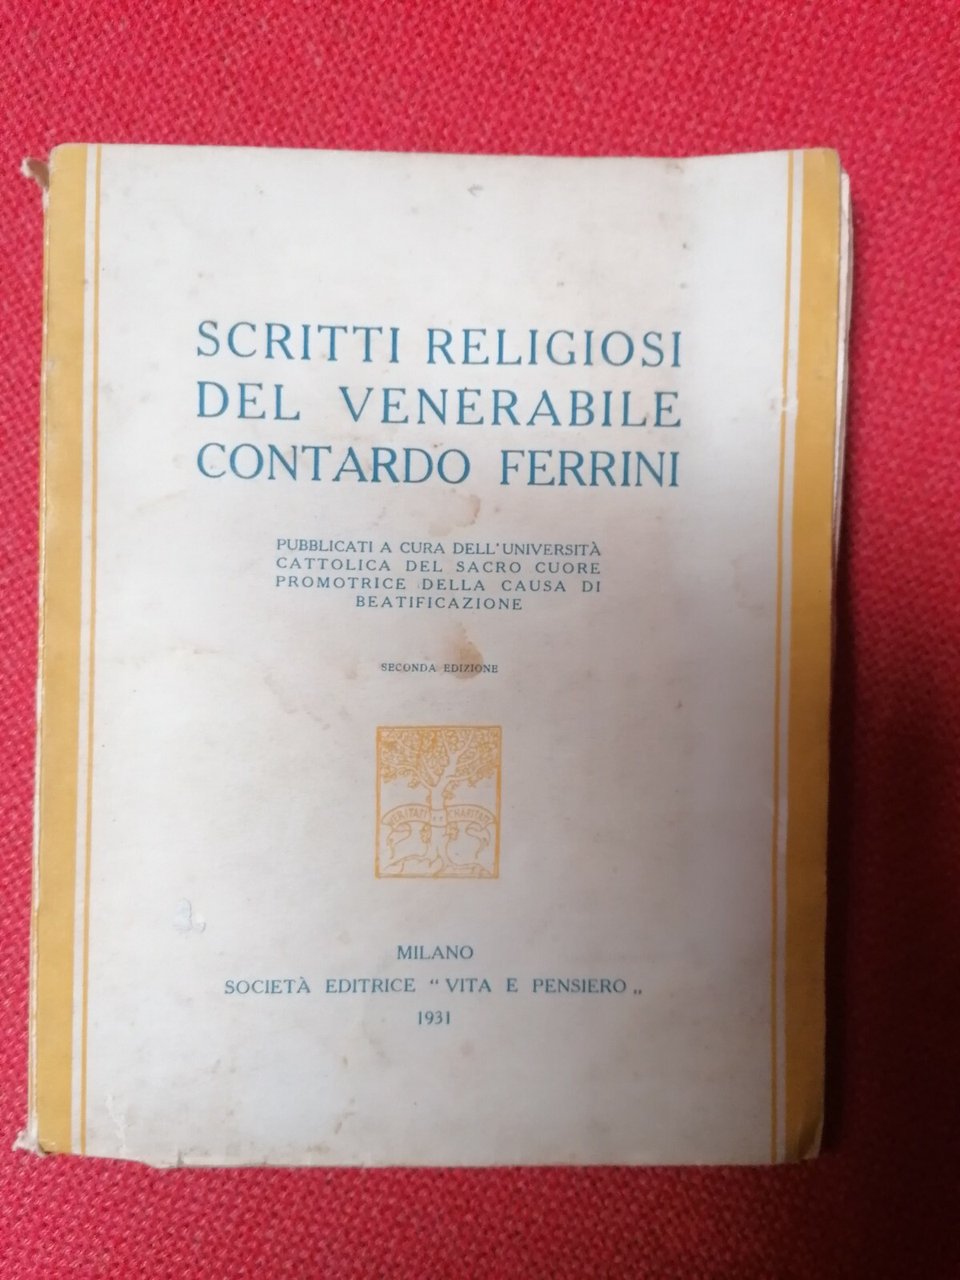 SCRITTI RELIGIOSI
DEL VENERABILE
CONTARDO FERRINI
PUBBLICATI A CURA DELL'UNIVERSITÀ
CATTOLICA DEL SACRO CUORE
PROMOTRICE DELLA CAUSA DI
BEATIFICAZIONE
SECONDA EDIZIONE
VERITATI CHARITATI
MILANO
SOCIETÀ EDITRICE “ VITA E PENSIERO „
1931